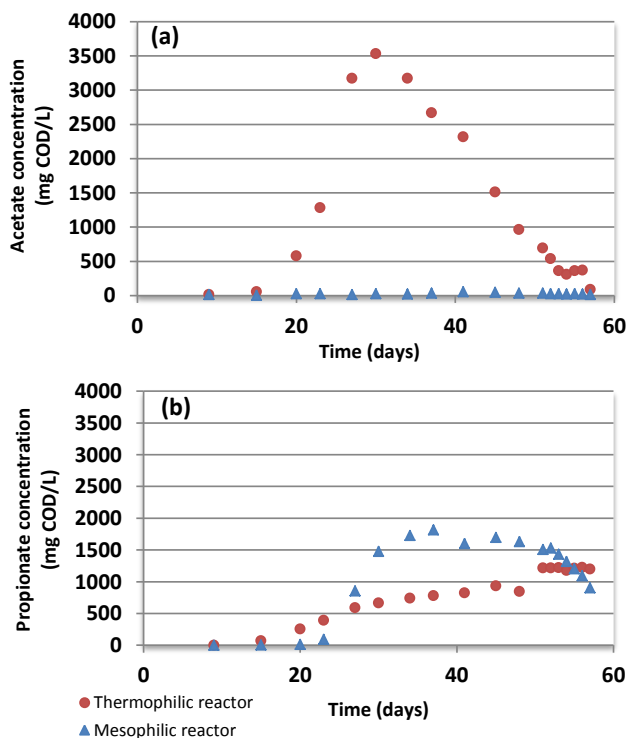 (a)
4000
3500
3000
2500
2000
1500
1000
500
0
Acetate concentration
(mg COD/L)
0
20
40
60
Time (days)
(b)
4000
3500
3000
2500
2000
1500
1000
500
0
Propionate concentration
(mg COD/L)
0
20
40
60
Time (days)
Thermophilic reactor
Mesophilic reactor